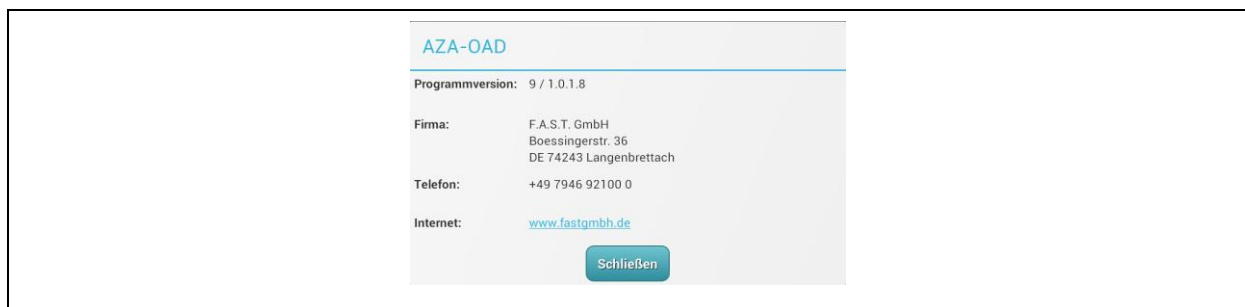 AZA-OAD
Programmversion: 9 / 1.0.1.8
Firma: F.A.S.T. GmbH
Boessingerstr. 36
DE 74243 Langenbrettach
Telefon: +49 7946 92100 0
Internet: www.fastgmbh.de
Schließen